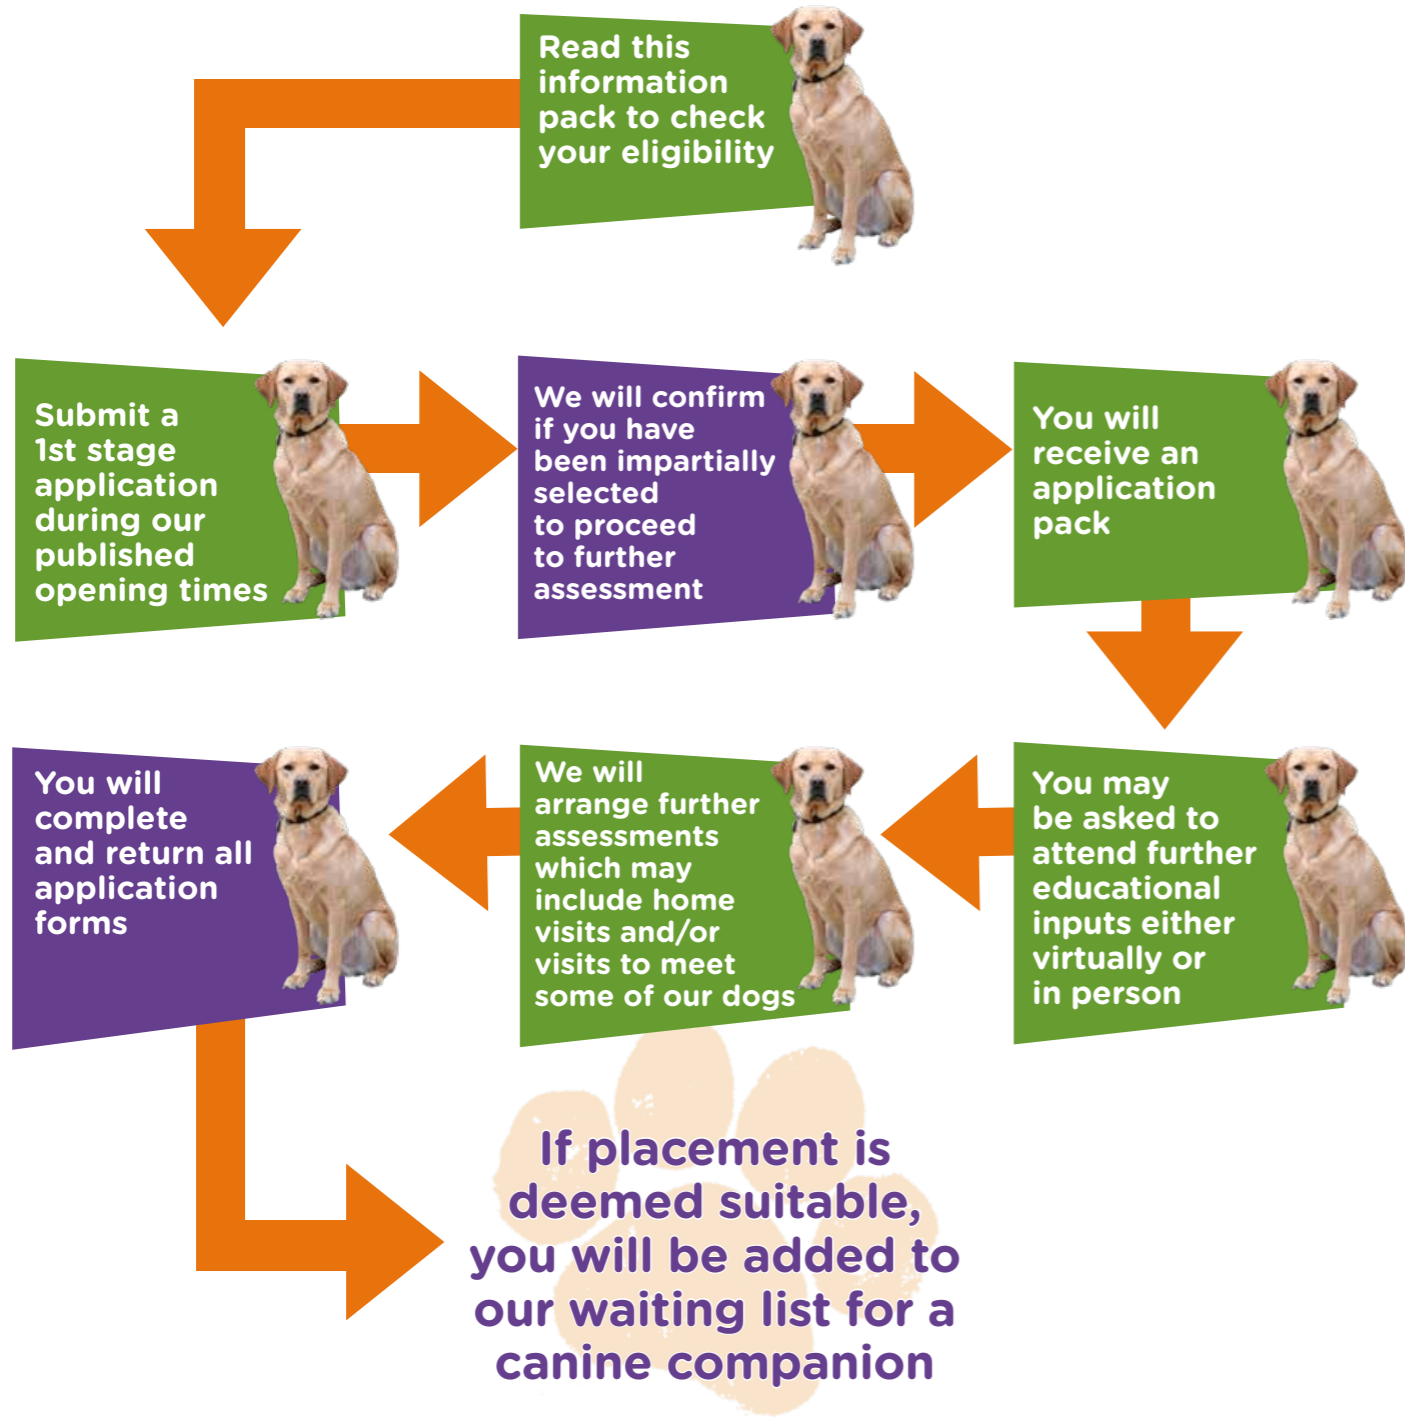 Read this
information
pack to check
your eligibility
Submit a
1st stage
application
during our
published
opening times
We will confirm
if you have
been impartially
selected
to proceed
to further
assessment
You will
receive an
application
pack
You may
be asked to
attend further
educational
inputs either
virtually or
in person
We will
arrange further
assessments
which may
include home
visits and/or
visits to meet
some of our dogs
You will
complete
and return all
application
forms
If placement is
deemed suitable,
you will be added to
our waiting list for a
canine companion